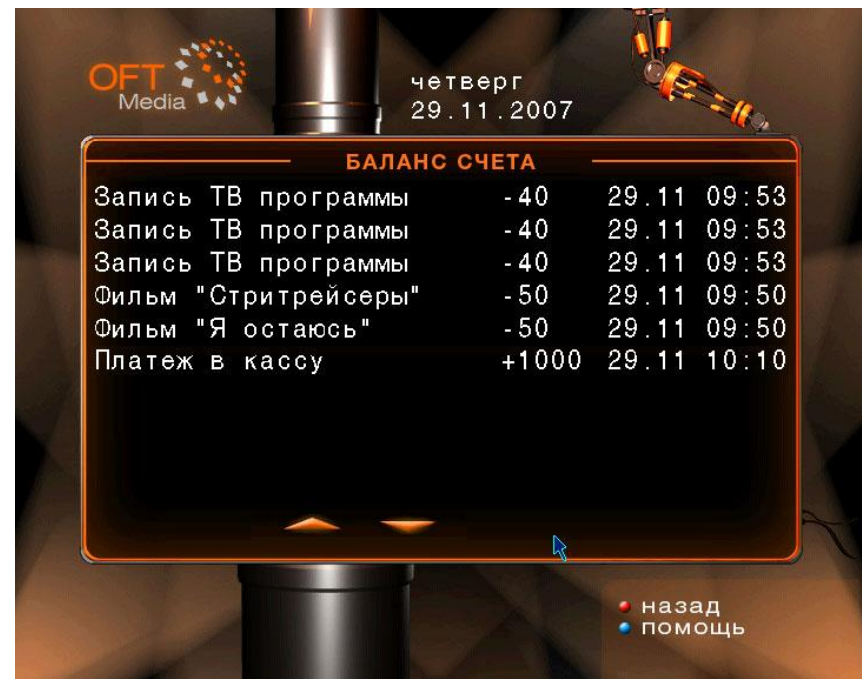 OFT
Media
четверг
29.11.2007
БАЛАНС СЧЕТА
Запись ТВ программы -40 29.11 09:53
Запись ТВ программы -40 29.11 09:53
Запись ТВ программы -40 29.11 09:53
Фильм "Стритрейсеры" -50 29.11 09:50
Фильм "Я остаюсь" -50 29.11 09:50
Платеж в кассу +1000 29.11 10:10
назад
помощь